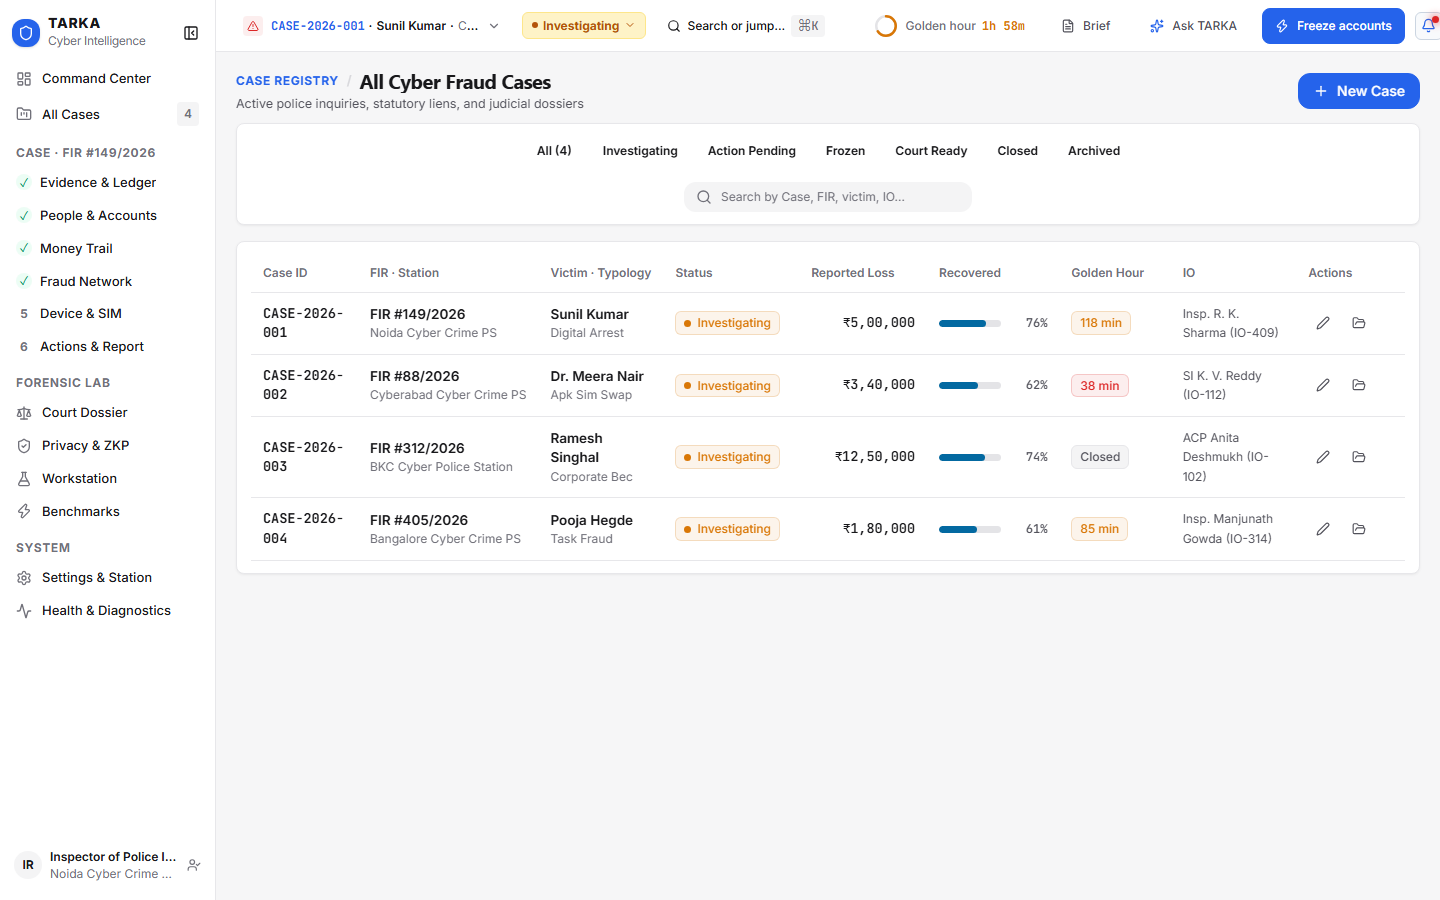 TARKA
Cyber Intelligence
Command Center
All Cases 4
CASE · FIR #149/2026
✓ Evidence & Ledger
✓ People & Accounts
✓ Money Trail
✓ Fraud Network
5 Device & SIM
6 Actions & Report
FORENSIC LAB
Court Dossier
Privacy & ZKP
Workstation
Benchmarks
SYSTEM
Settings & Station
Health & Diagnostics
IR
Inspector of Police I...
Noida Cyber Crime ...
CASE-2026-001 · Sunil Kumar · C...
Investigating
Search or jump... ⌘K
Golden hour 1h 58m
Brief
Ask TARKA
Freeze accounts
CASE REGISTRY / All Cyber Fraud Cases
Active police inquiries, statutory liens, and judicial dossiers
+ New Case
All (4) Investigating Action Pending Frozen Court Ready Closed Archived
Search by Case, FIR, victim, IO...
Case ID FIR · Station Victim · Typology Status Reported Loss Recovered Golden Hour IO Actions
CASE-2026-
001
FIR #149/2026
Noida Cyber Crime PS
Sunil Kumar
Digital Arrest
Investigating
₹5,00,000
76%
118 min
Insp. R. K.
Sharma (IO-409)
CASE-2026-
002
FIR #88/2026
Cyberabad Cyber Crime PS
Dr. Meera Nair
Apk Sim Swap
Investigating
₹3,40,000
62%
38 min
SI K. V. Reddy
(IO-112)
CASE-2026-
003
FIR #312/2026
BKC Cyber Police Station
Ramesh
Singhal
Corporate Bec
Investigating
₹12,50,000
74%
Closed
ACP Anita
Deshmukh (IO-
102)
CASE-2026-
004
FIR #405/2026
Bangalore Cyber Crime PS
Pooja Hegde
Task Fraud
Investigating
₹1,80,000
61%
85 min
Insp. Manjunath
Gowda (IO-314)